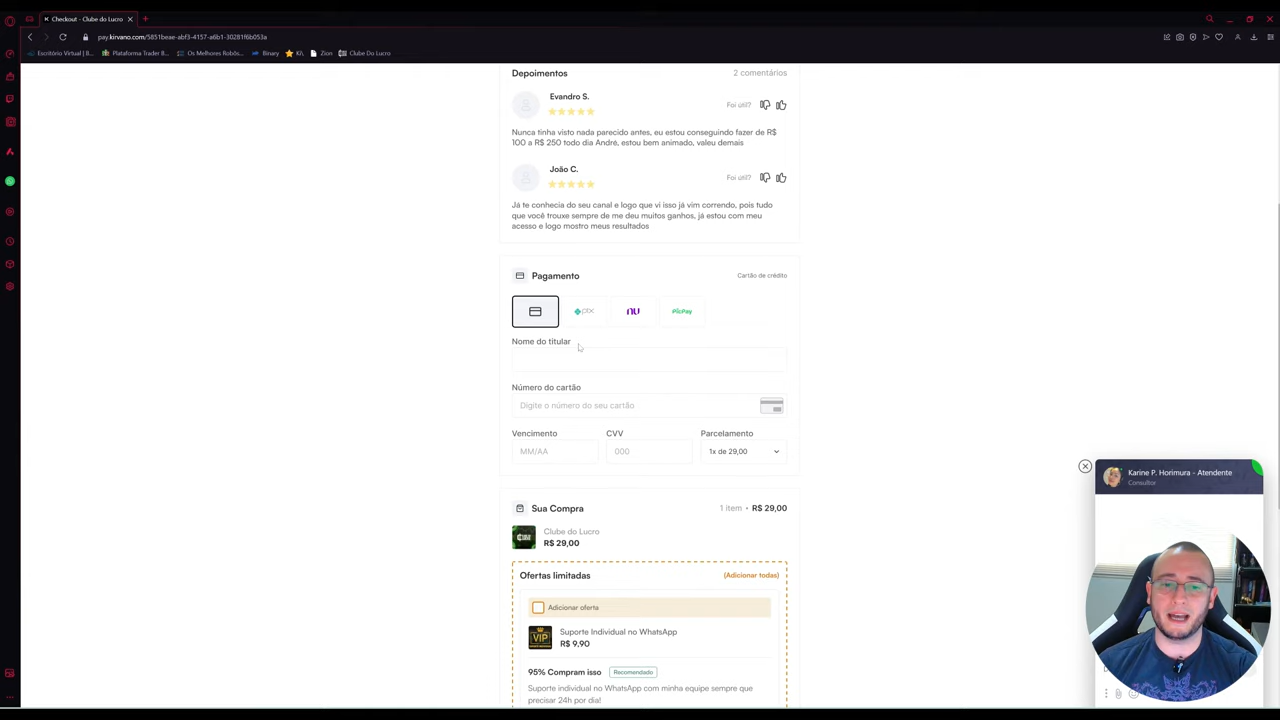 Checkout - Clube do Lucro
pay.kirvano.com/5851beae-abf3-4157-a6b1-30281f6b053a
Escritório Virtual | B...
Plataforma Trader B...
Os Melhores Robôs...
Binary
Zion
Clube Do Lucro
Depoimentos
2 comentários
Evandro S.
Foi útil?
Nunca tinha visto nada parecido antes, eu estou conseguindo fazer de R$
100 a R$ 250 todo dia André, estou bem animado, valeu demais
João C.
Foi útil?
Já te conhecia do seu canal e logo que vi isso já vim correndo, pois tudo
que você trouxe sempre de me deu muitos ganhos, já estou com meu
acesso e logo mostro meus resultados
Pagamento
Cartão de crédito
pix
nu
PicPay
Nome do titular
Número do cartão
Digite o número do seu cartão
Vencimento
CVV
Parcelamento
MM/AA
000
1x de 29,00
Sua Compra
1 item • R$ 29,00
Clube do Lucro
R$ 29,00
Ofertas limitadas
(Adicionar todas)
Adicionar oferta
VIP
Suporte Individual no WhatsApp
R$ 9,90
95% Compram isso
Recomendado
Suporte individual no WhatsApp com minha equipe sempre que
precisar 24h por dia!
Karine P. Horimura - Atendente
Consultor